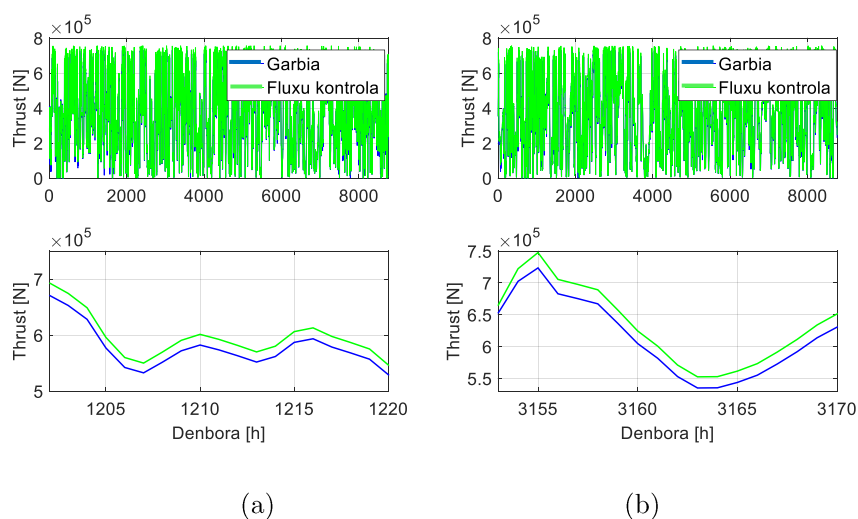 ×10⁵
8
6
4
2
0
Thrust [N]
Garbia
Fluxu kontrola
0 2000 4000 6000 8000
×10⁵
8
6
4
2
0
Thrust [N]
Garbia
Fluxu kontrola
0 2000 4000 6000 8000
×10⁵
7
6
5
Thrust [N]
1205 1210 1215 1220
Denbora [h]
×10⁵
7.5
7
6.5
6
5.5
Thrust [N]
3155 3160 3165 3170
Denbora [h]
(a)
(b)